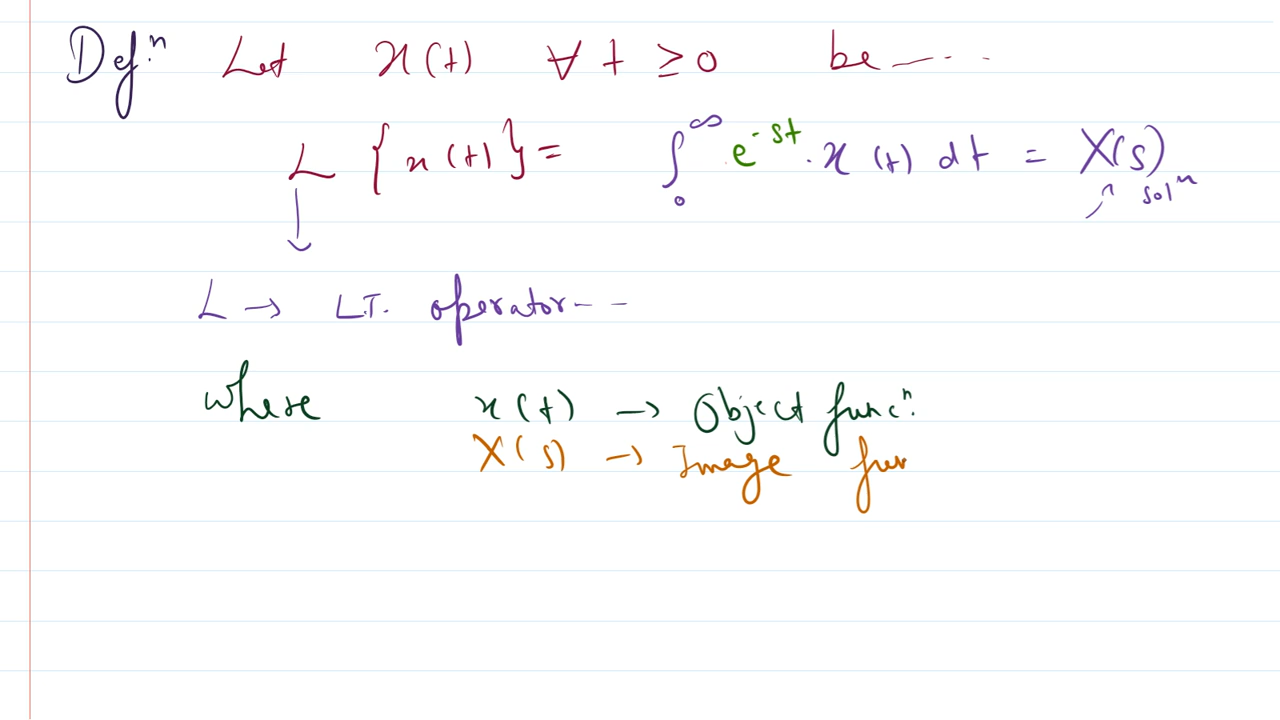 Defⁿ: Let x(t) ∀ t ≥ 0 be ---..
L {x(t)} = ∫₀^∞ e^{-st} . x(t) dt = X(s)
↓ ↗ solⁿ
L → L.T. operator - -
where x(t) → Object funcⁿ.
X(s) → Image fun